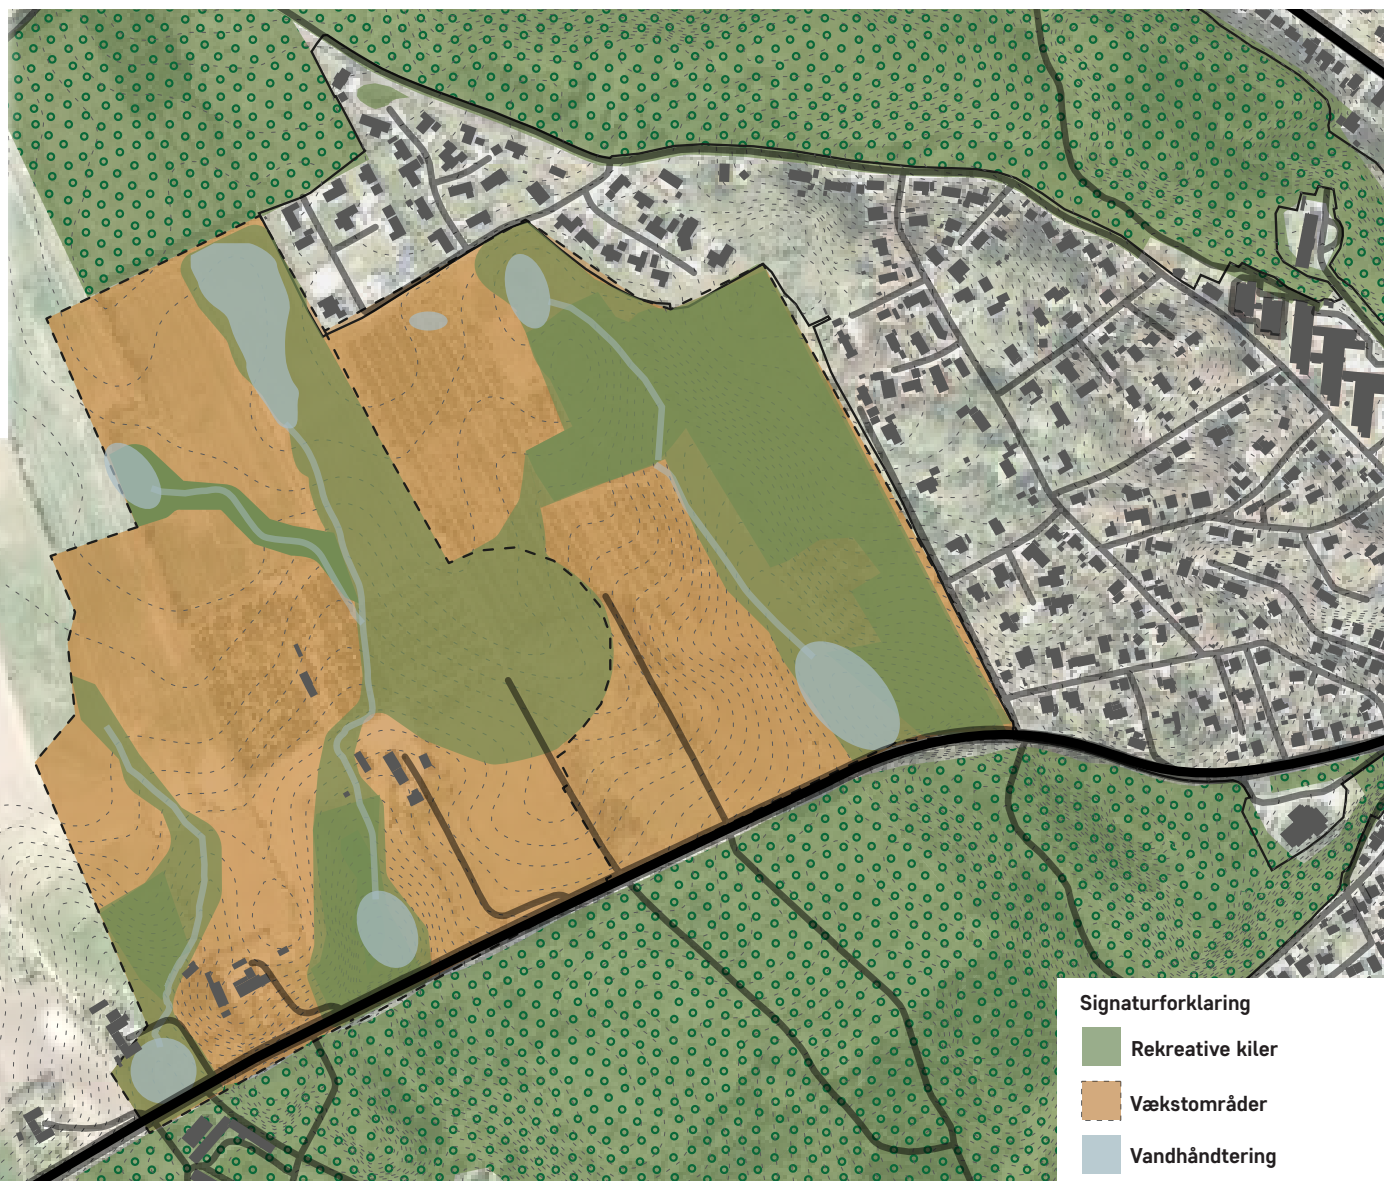 Signaturforklaring
Rekreative kiler
Vækstområder
Vandhåndtering